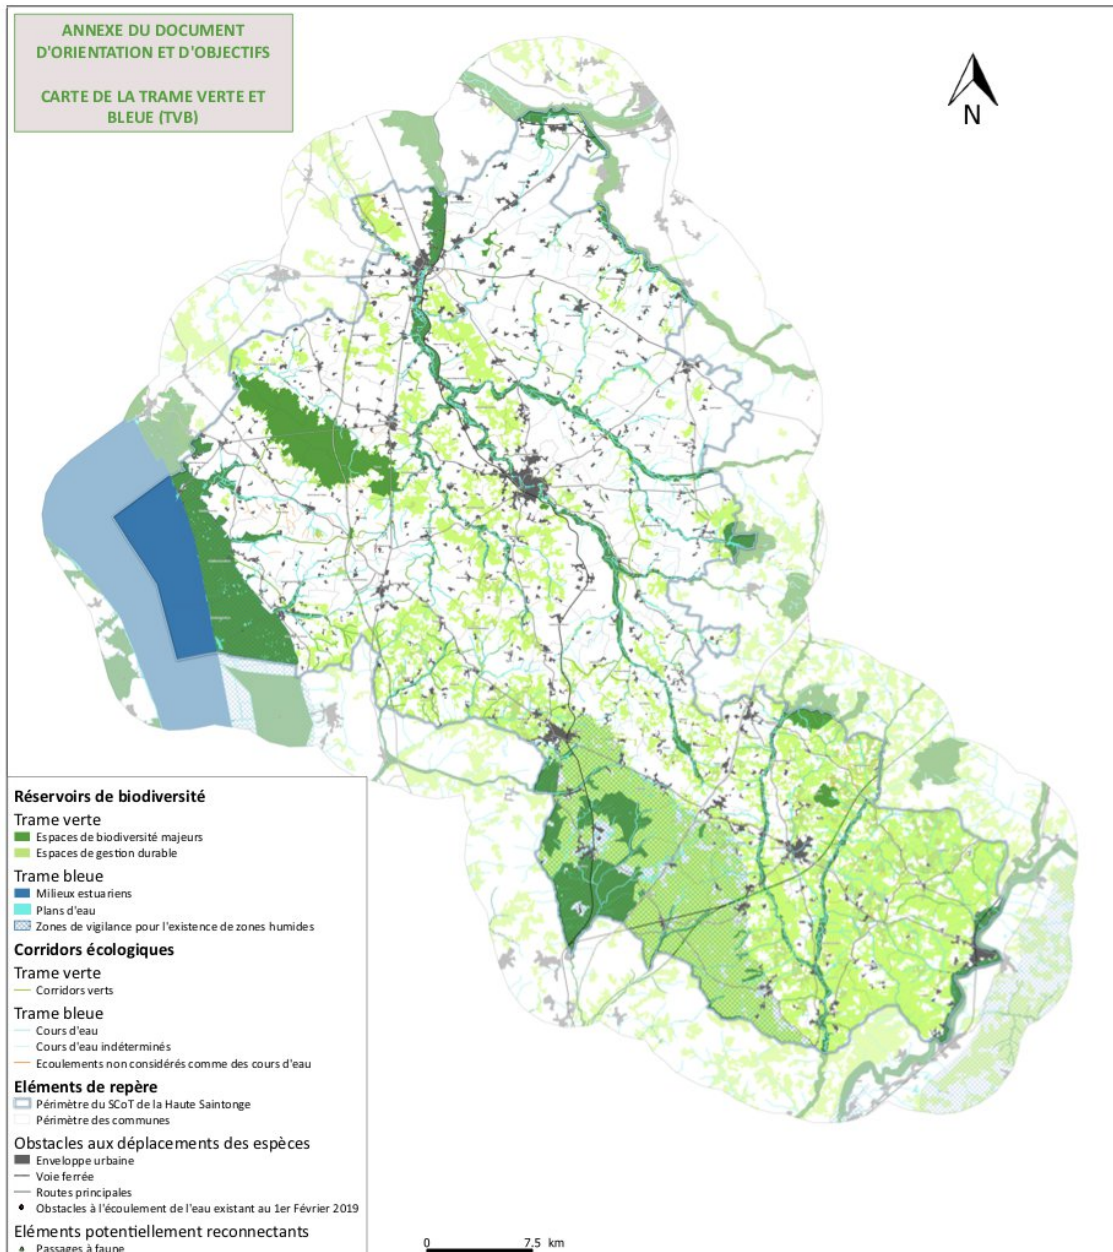 ANNEXE DU DOCUMENT
D'ORIENTATION ET D'OBJECTIFS
CARTE DE LA TRAME VERTE ET
BLEUE (TVB)
N
Réservoirs de biodiversité
Trame verte
Espaces de biodiversité majeurs
Espaces de gestion durable
Trame bleue
Milieux estuariens
Plans d'eau
Zones de vigilance pour l'existence de zones humides
Corridors écologiques
Trame verte
Corridors verts
Trame bleue
Cours d'eau
Cours d'eau indéterminés
Ecoulements non considérés comme des cours d'eau
Eléments de repère
Périmètre du SCoT de la Haute Saintonge
Périmètre des communes
Obstacles aux déplacements des espèces
Enveloppe urbaine
Voie ferrée
Routes principales
Obstacles à l'écoulement de l'eau existant au 1er Février 2019
Eléments potentiellement reconnectants
Passages à faune
0 7.5 km